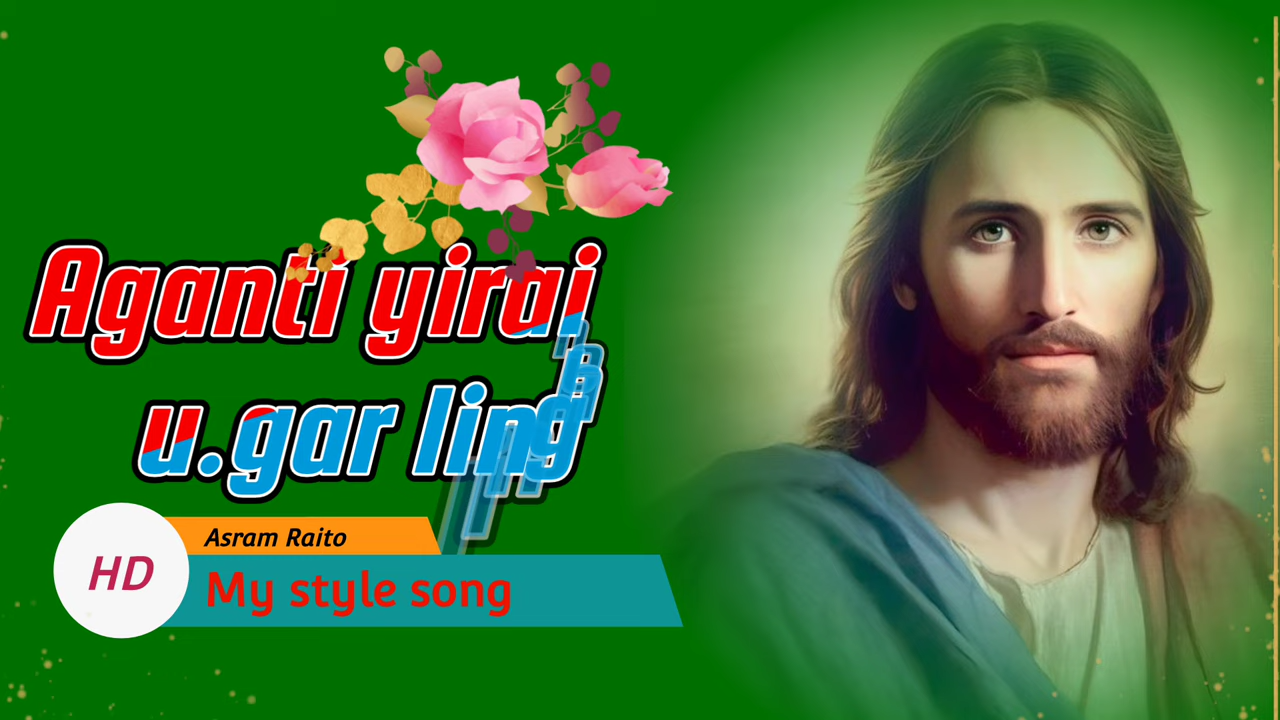 Aganti yirai
u.gar ling
Asram Raito
HD
My style song